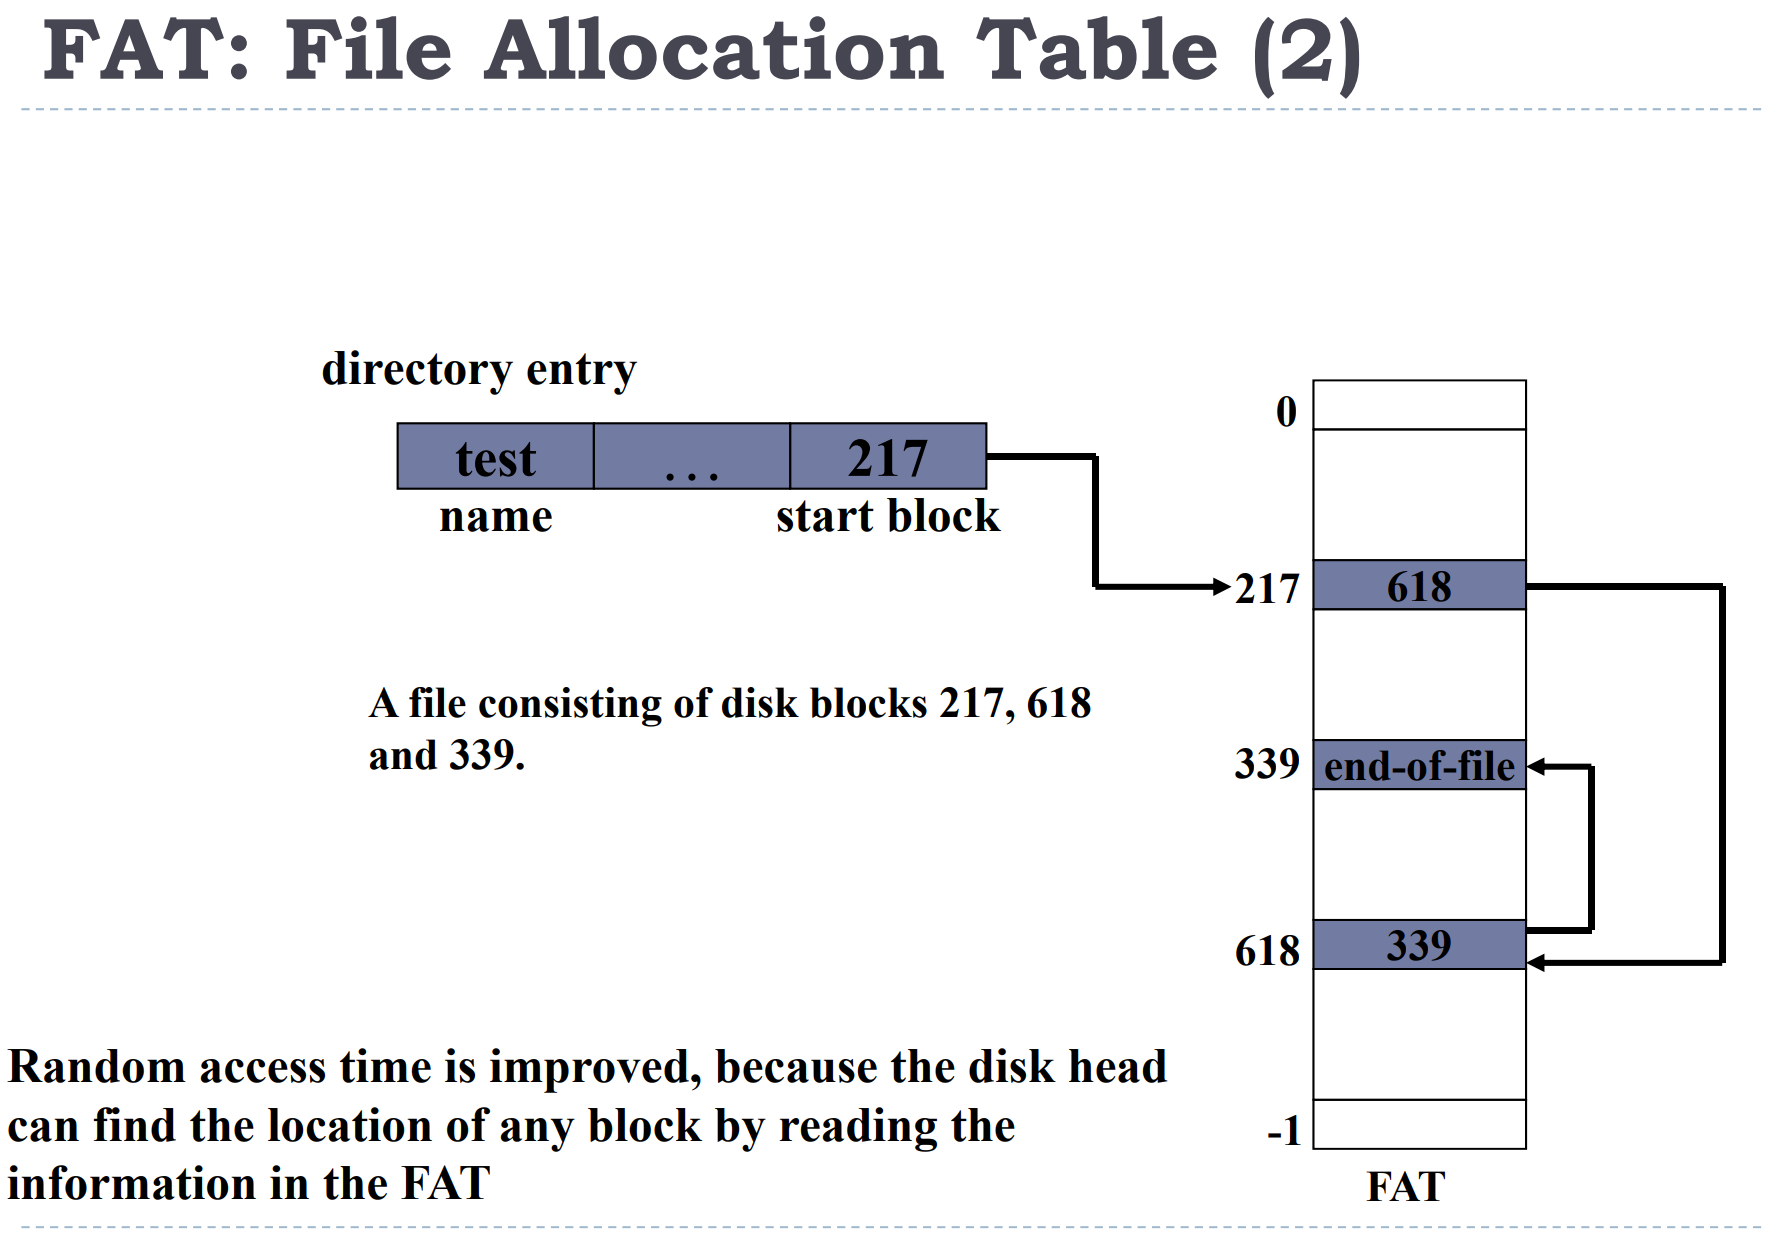 FAT: File Allocation Table (2)
directory entry
test ... 217
name start block
0
217 618
A file consisting of disk blocks 217, 618
and 339.
339 end-of-file
618 339
Random access time is improved, because the disk head
can find the location of any block by reading the
information in the FAT
-1
FAT